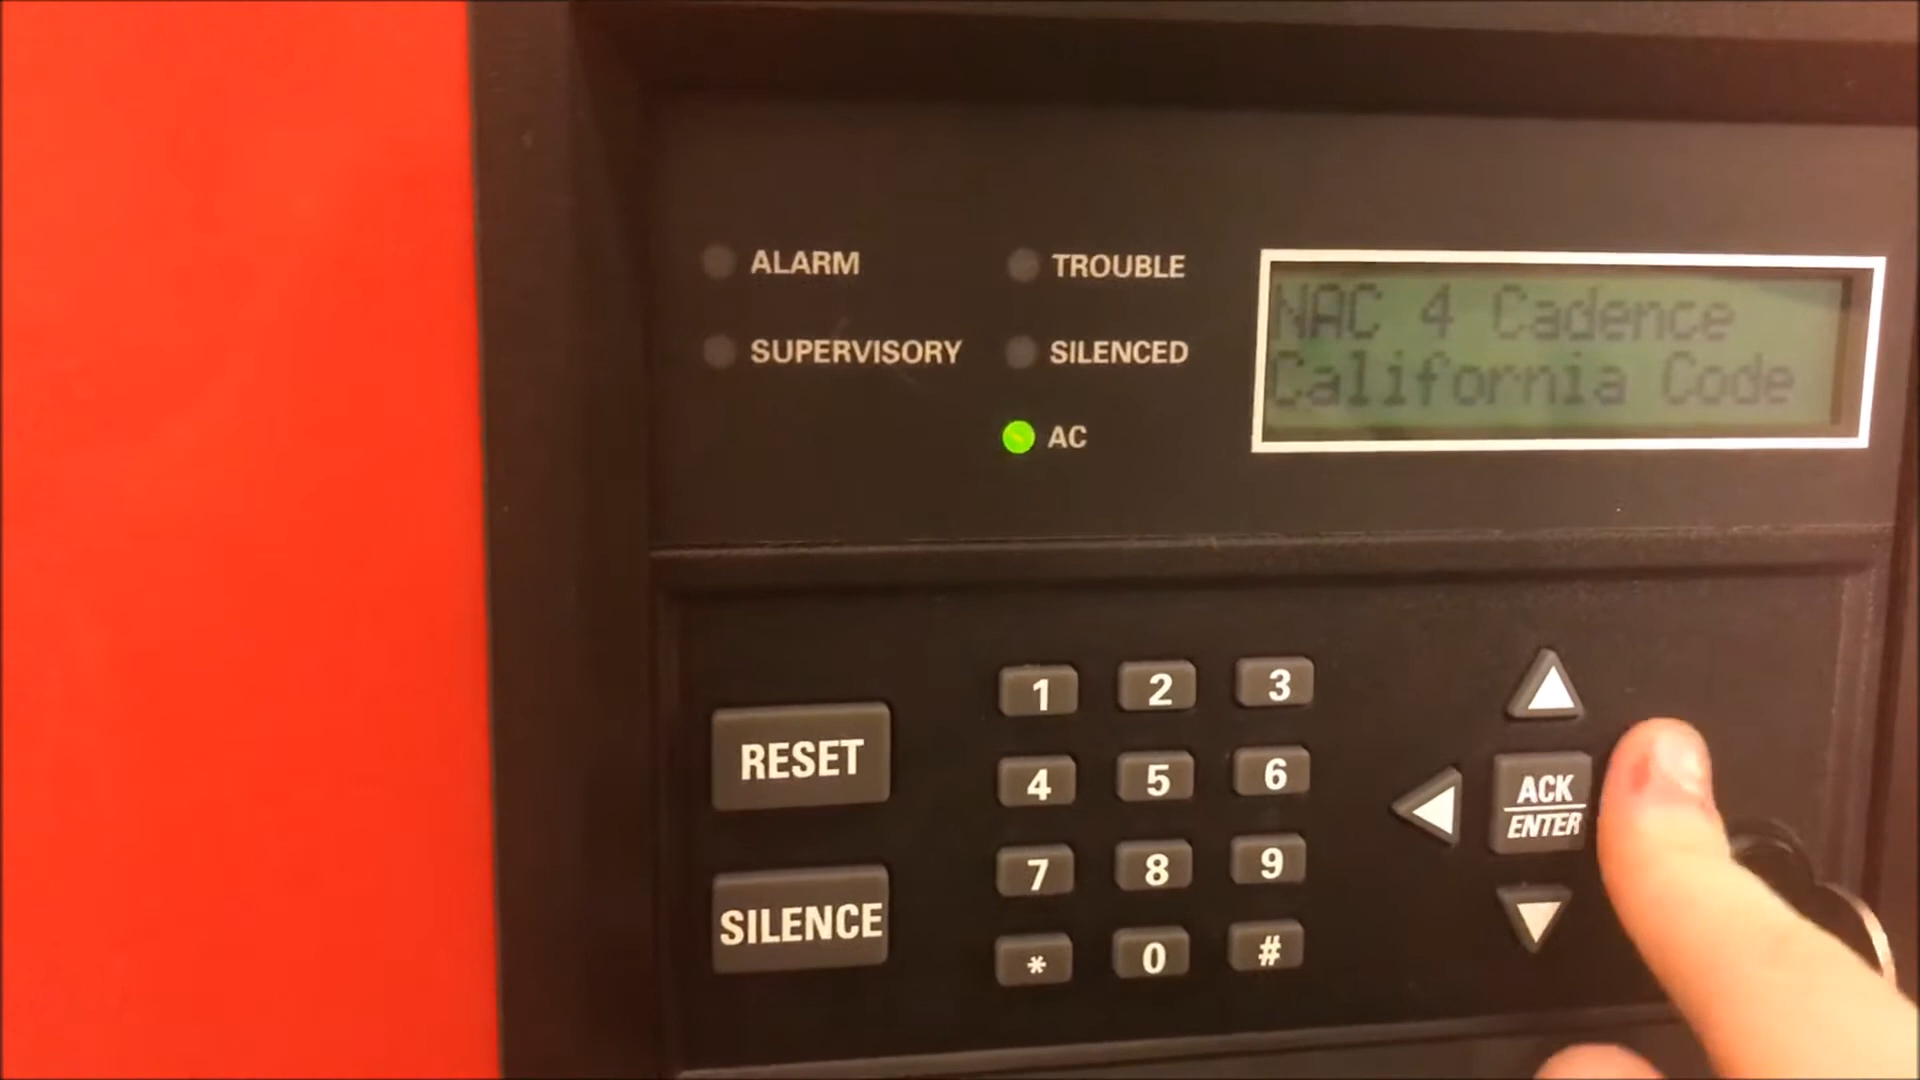 ALARM
TROUBLE
SUPERVISORY
SILENCED
AC
NAC 4 Cadence
California Code
RESET
SILENCE
1 2 3
4 5 6
7 8 9
* 0 #
ACK
ENTER